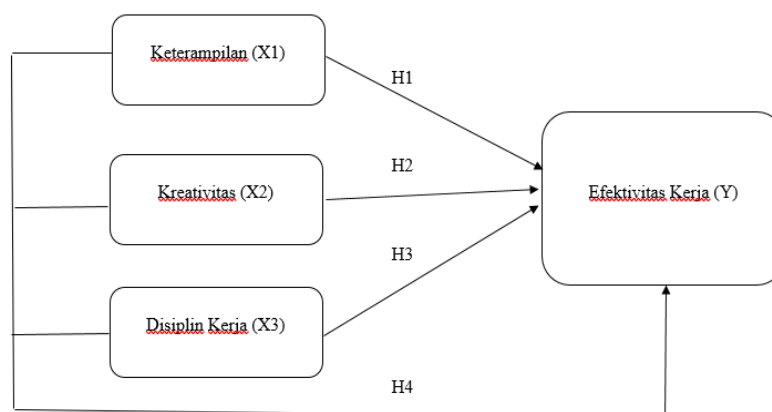 Keterampilan (X1)
H1
H2
Kreativitas (X2)
Efektivitas Kerja (Y)
H3
Disiplin Kerja (X3)
H4